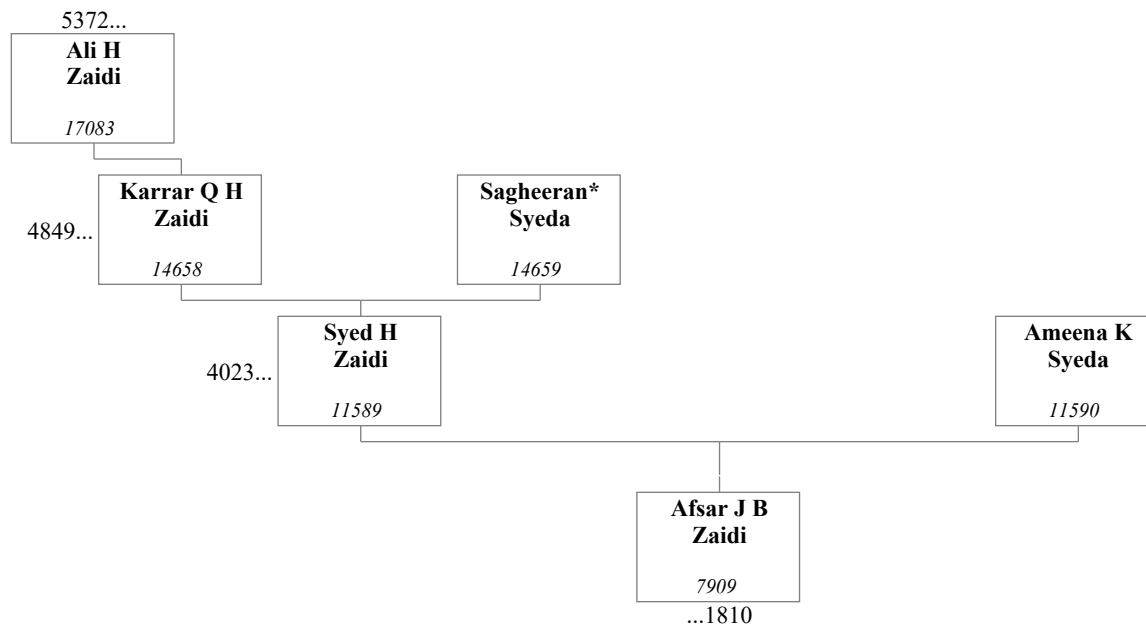 5372...
Ali H
Zaidi
17083
Karrar Q H
Zaidi
14658
4849...
Sagheeran*
Syeda
14659
Syed H
Zaidi
11589
4023...
Ameena K
Syeda
11590
Afsar J B
Zaidi
7909
...1810